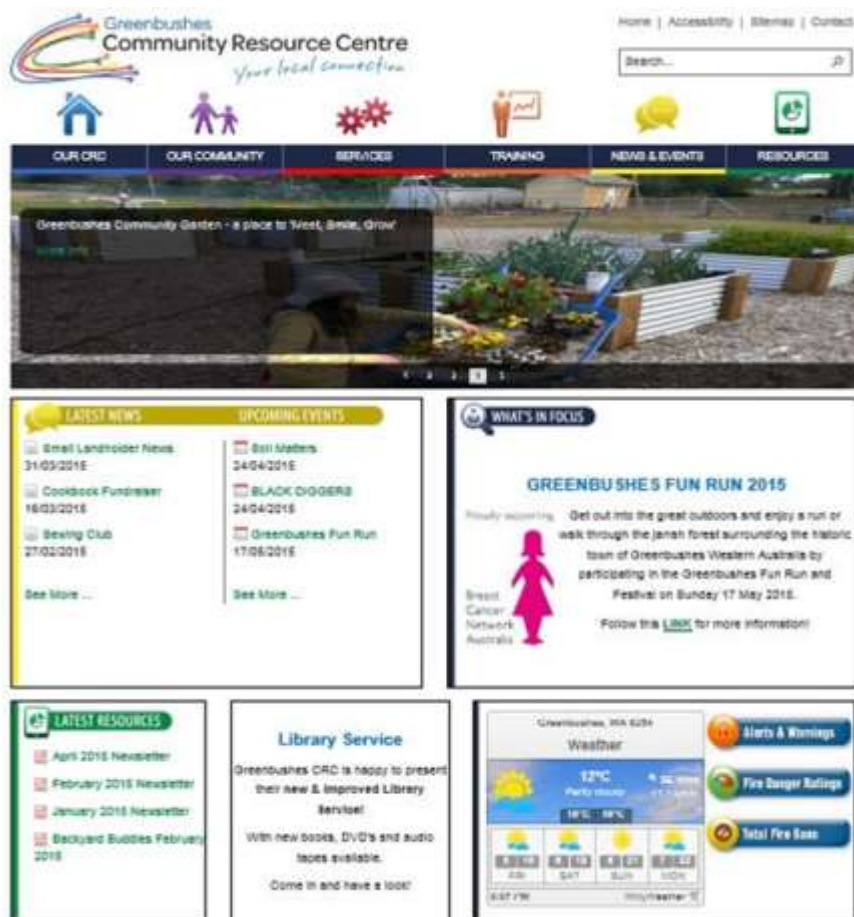 Greenbushes
Community Resource Centre
Your local connection
Home | Accessibility | Sitemap | Contact
Search...
OUR CRC
OUR COMMUNITY
SERVICES
TRAINING
NEWS & EVENTS
RESOURCES
Greenbushes Community Garden - a place to 'Meet, Smile, Grow'
LATEST NEWS
UPCOMING EVENTS
Small Landholder News
31/03/2015
Cookbook Fundraiser
16/03/2015
Sewing Club
27/02/2015
See More ...
Soil Matters
24/04/2015
BLACK DIGGERS
24/04/2015
Greenbushes Fun Run
17/05/2015
See More ...
WHAT'S IN FOCUS
GREENBUSHES FUN RUN 2015
Proudly supporting
Breast
Cancer
Network
Australia
Get out into the great outdoors and enjoy a run or
walk through the jarrah forest surrounding the historic
town of Greenbushes Western Australia by
participating in the Greenbushes Fun Run and
Festival on Sunday 17 May 2015.
Follow this LINK for more information!
LATEST RESOURCES
April 2015 Newsletter
February 2015 Newsletter
January 2015 Newsletter
Backyard Buddies February
2015
Library Service
Greenbushes CRC is happy to present
their new & improved Library
Service!
With new books, DVD's and audio
tapes available.
Come in and have a look!
Greenbushes, WA 6254
Weather
12°C
Partly cloudy
FRI
SAT
SUN
MON
WillyWeather
Alerts & Warnings
Fire Danger Ratings
Total Fire Bans